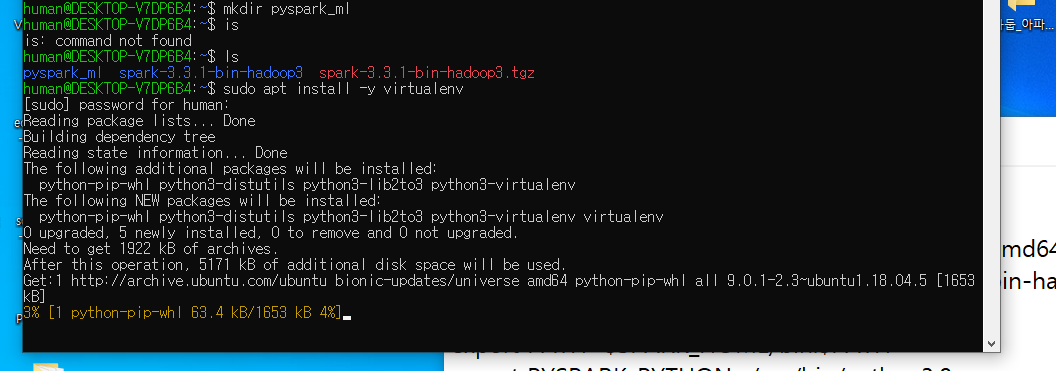 human@DESKTOP-V7DP6B4:~$ mkdir pyspark_ml
human@DESKTOP-V7DP6B4:~$ is
is: command not found
human@DESKTOP-V7DP6B4:~$ ls
pyspark_ml  spark-3.3.1-bin-hadoop3  spark-3.3.1-bin-hadoop3.tgz
human@DESKTOP-V7DP6B4:~$ sudo apt install -y virtualenv
[sudo] password for human:
Reading package lists... Done
Building dependency tree
Reading state information... Done
The following additional packages will be installed:
  python-pip-whl python3-distutils python3-lib2to3 python3-virtualenv
The following NEW packages will be installed:
  python-pip-whl python3-distutils python3-lib2to3 python3-virtualenv virtualenv
0 upgraded, 5 newly installed, 0 to remove and 0 not upgraded.
Need to get 1922 kB of archives.
After this operation, 5171 kB of additional disk space will be used.
Get:1 http://archive.ubuntu.com/ubuntu bionic-updates/universe amd64 python-pip-whl all 9.0.1-2.3~ubuntu1.18.04.5 [1653
kB]
3% [1 python-pip-whl 63.4 kB/1653 kB 4%]
md64
in-ha